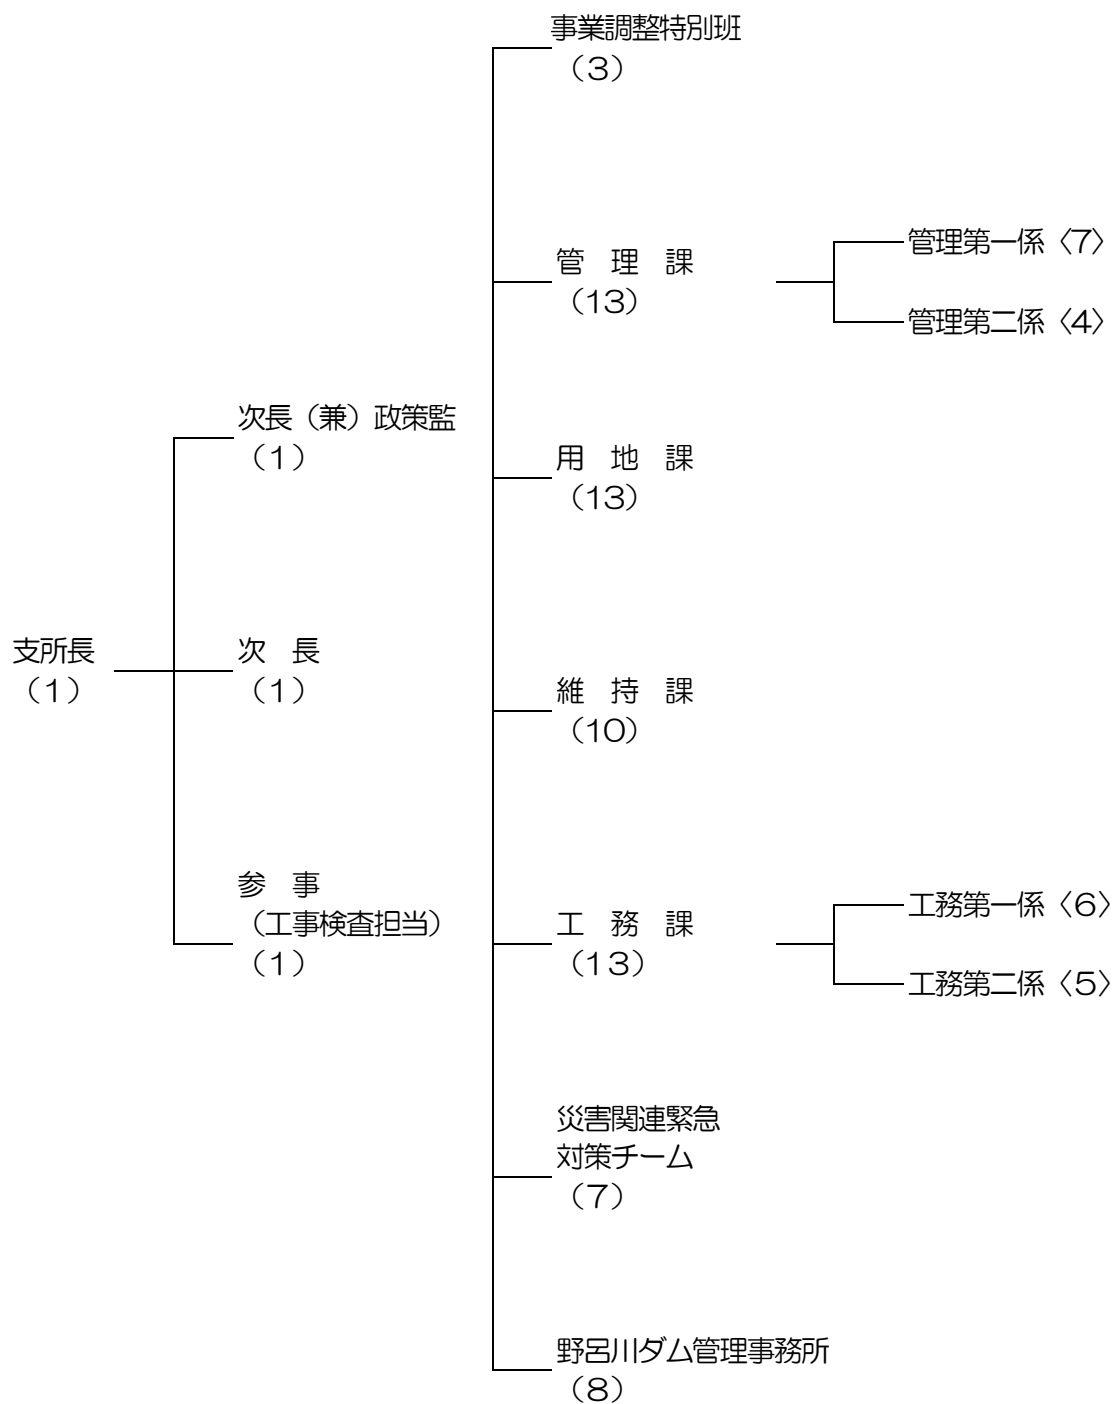 事業調整特別班
（3）
管　理　課
（13）
管理第一係〈7〉
管理第二係〈4〉
次長（兼）政策監
（1）
用　地　課
（13）
支所長
（1）
次　長
（1）
維　持　課
（10）
参　事
（工事検査担当）
（1）
工　務　課
（13）
工務第一係〈6〉
工務第二係〈5〉
災害関連緊急
対策チーム
（7）
野呂川ダム管理事務所
（8）